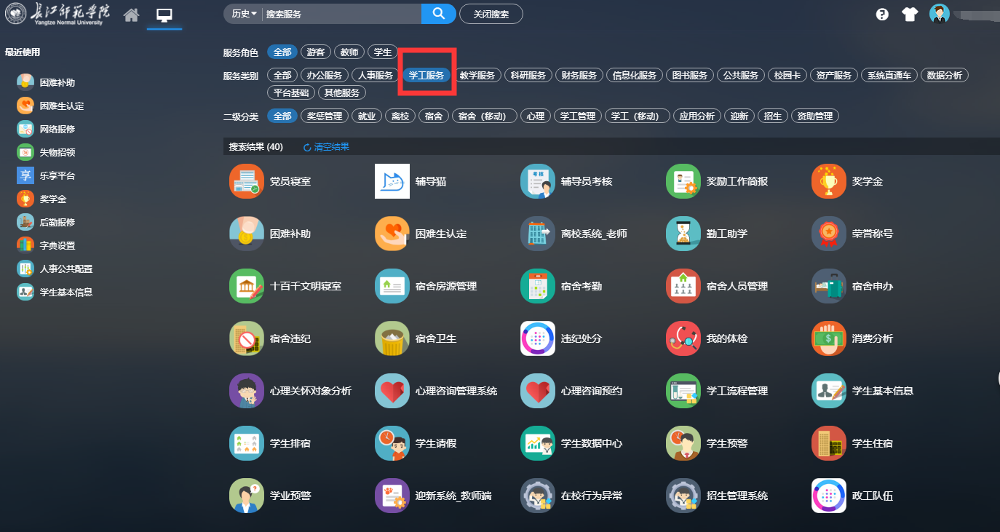 长江师范学院
Yangtze Normal University
历史 搜索服务 关闭搜索
最近使用
困难补助
困难生认定
网络报修
失物招领
享 乐享平台
奖学金
后勤报修
字典设置
人事公共配置
学生基本信息
服务角色 全部 游客 教师 学生
服务类别 全部 办公服务 人事服务 学工服务 教学服务 科研服务 财务服务 信息化服务 图书服务 公共服务 校园卡 资产服务 系统直通车 数据分析
平台基础 其他服务
二级分类 全部 奖惩管理 就业 离校 宿舍 宿舍（移动） 心理 学工管理 学工（移动） 应用分析 迎新 招生 资助管理
搜索结果 (40) 清空结果
党员寝室 辅导猫 考核 辅导员考核 奖励工作简报 奖学金
困难补助 困难生认定 离校系统_老师 勤工助学 荣誉称号
十百千文明寝室 宿舍房源管理 宿舍考勤 宿舍人员管理 宿舍申办
宿舍违纪 宿舍卫生 违纪处分 我的体检 $ 消费分析
心理关怀对象分析 心理咨询管理系统 心理咨询预约 学工流程管理 学生基本信息
学生排宿 学生请假 学生数据中心 学生预警 学生住宿
? 学业预警 迎新系统_教师端 在校行为异常 招生管理系统 政工队伍